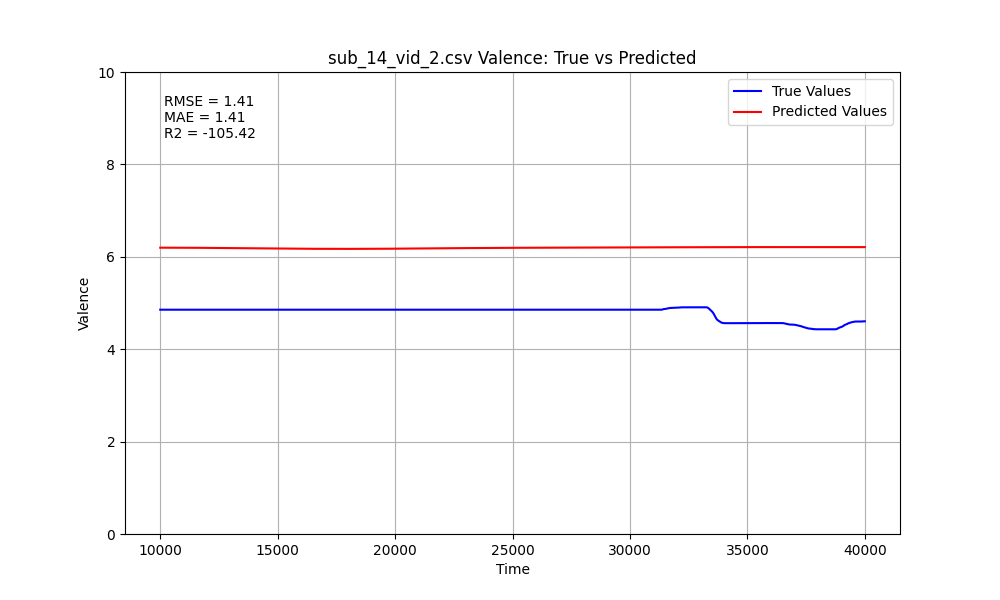 sub_14_vid_2.csv Valence: True vs Predicted
RMSE = 1.41
MAE = 1.41
R2 = -105.42
True Values
Predicted Values
10
8
6
4
2
0
Valence
10000
15000
20000
25000
30000
35000
40000
Time